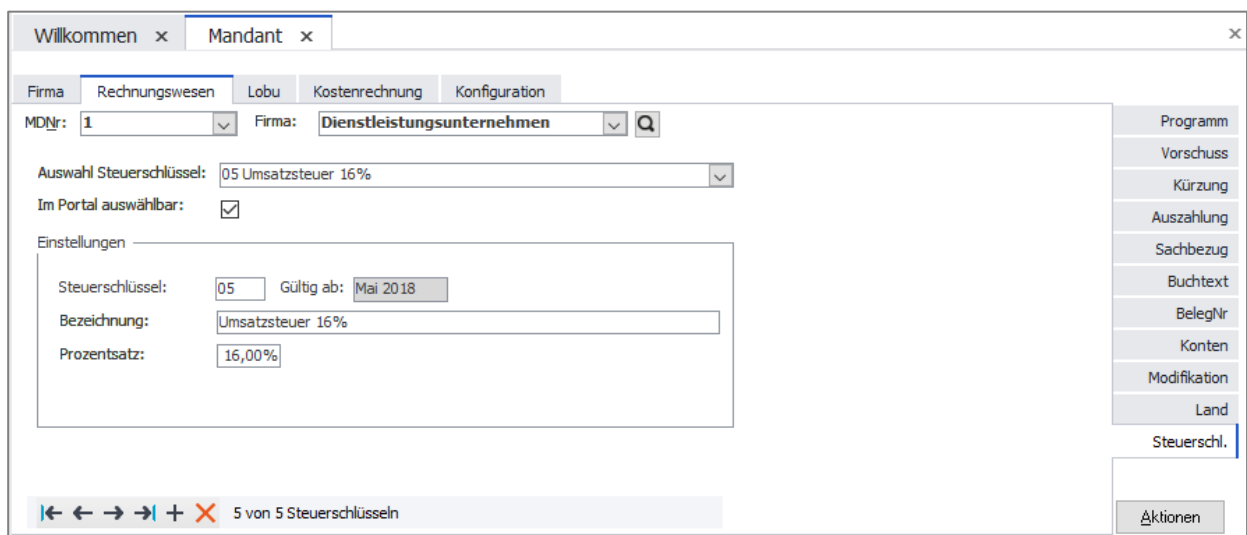 Willkommen x Mandant x x
Firma Rechnungswesen Lobu Kostenrechnung Konfiguration
MDNr: 1 Firma: Dienstleistungsunternehmen
Programm
Vorschuss
Auswahl Steuerschlüssel: 05 Umsatzsteuer 16%
Kürzung
Im Portal auswählbar:
Auszahlung
Einstellungen
Sachbezug
Steuerschlüssel: 05 Gültig ab: Mai 2018
Buchtext
Bezeichnung: Umsatzsteuer 16%
BelegNr
Prozentsatz: 16,00%
Konten
Modifikation
Land
Steuerschl.
5 von 5 Steuerschlüsseln
Aktionen